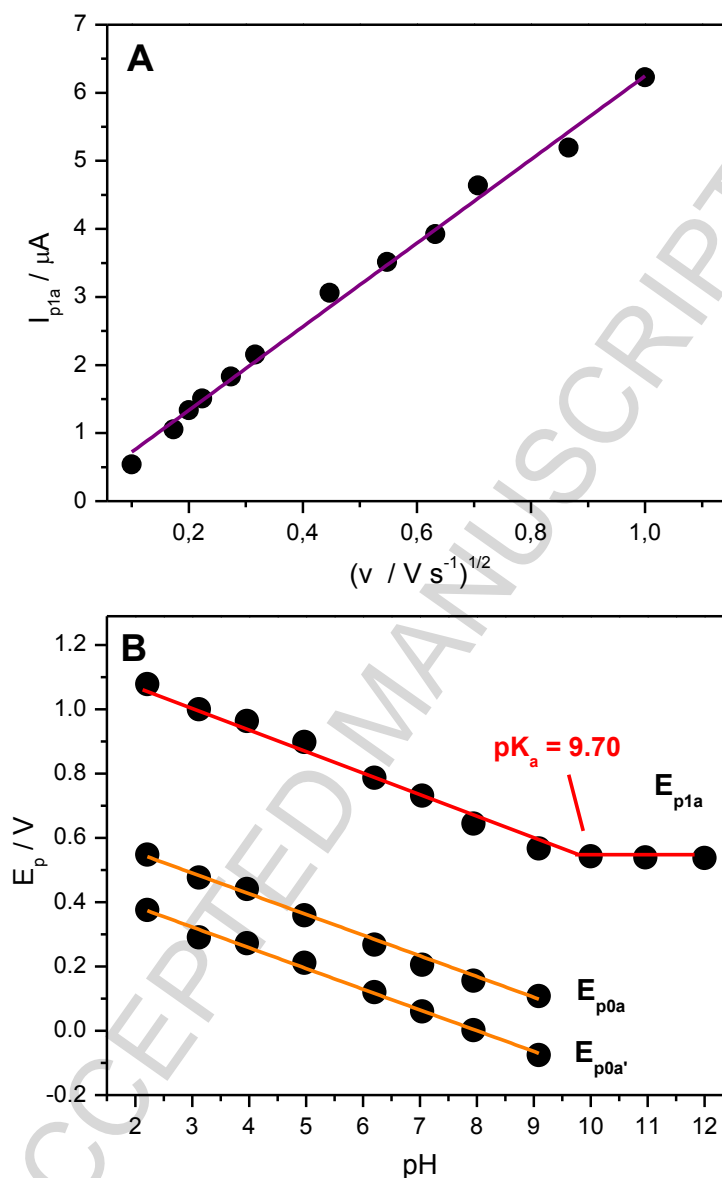 A
7
6
5
4
3
2
1
0
I_p1a / μA
0,2 0,4 0,6 0,8 1,0
(v / V s^-1)^1/2
B
1.2
1.0
0.8
0.6
0.4
0.2
0.0
-0.2
E_p / V
pK_a = 9.70
E_p1a
E_p0a
E_p0a'
2 3 4 5 6 7 8 9 10 11 12
pH
CCEPTED MANUSCRIPT